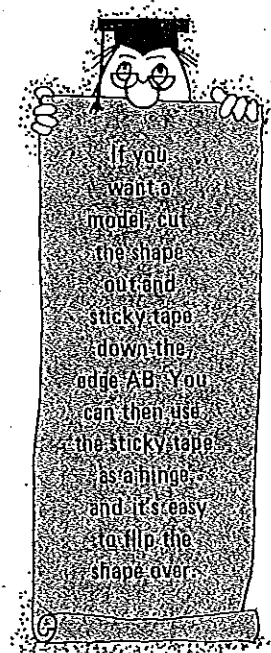 If you
want a
model, cut
the shape
out and
sticky tape
down the
edge AB. You
can then use
the sticky tape
as a hinge
and it's easy
to flip the
shape over.